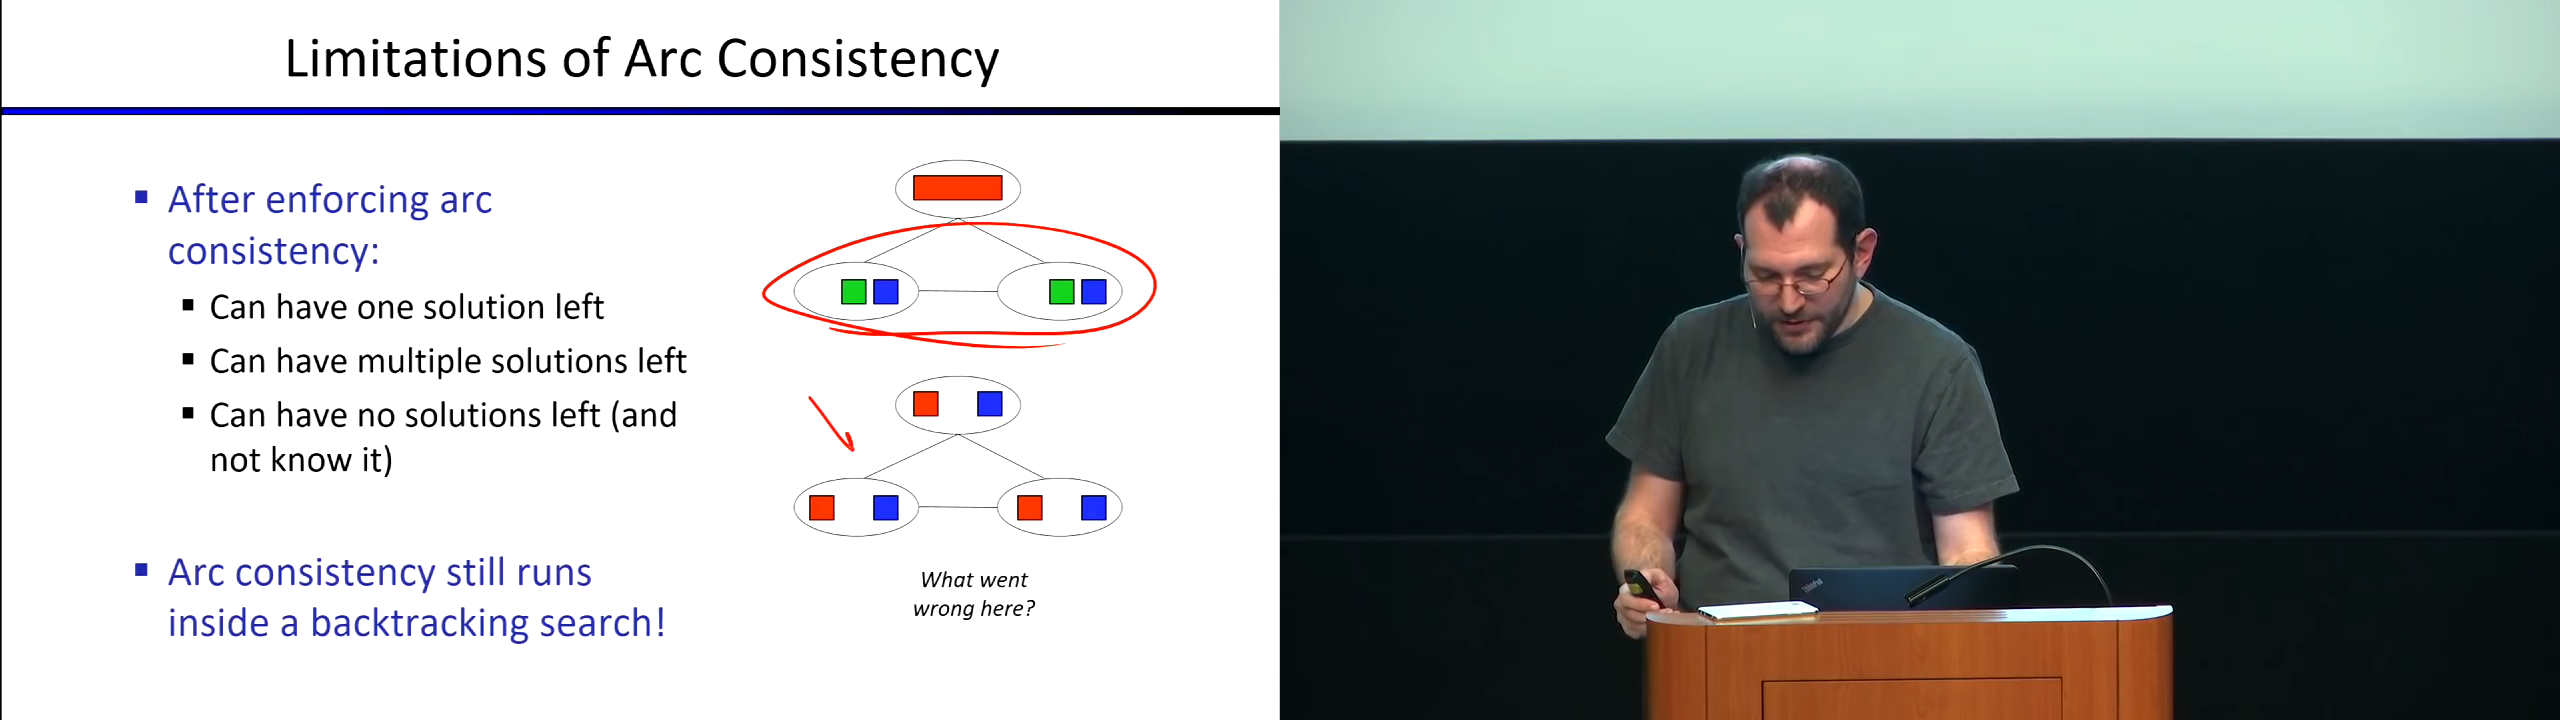 Limitations of Arc Consistency
▪ After enforcing arc
consistency:
▪ Can have one solution left
▪ Can have multiple solutions left
▪ Can have no solutions left (and
not know it)
▪ Arc consistency still runs
inside a backtracking search!
What went
wrong here?
ThinkPad